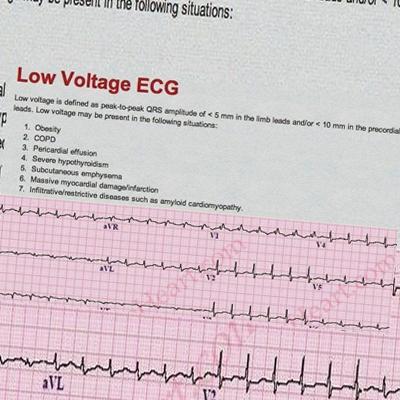 may be present in the following situations:
Low Voltage ECG
Low voltage is defined as peak-to-peak QRS amplitude of < 5 mm in the limb leads and/or < 10 mm in the precordial
leads. Low voltage may be present in the following situations:
1. Obesity
2. COPD
3. Pericardial effusion
4. Severe hypothyroidism
5. Subcutaneous emphysema
6. Massive myocardial damage/infarction
7. Infiltrative/restrictive diseases such as amyloid cardiomyopathy.
aVR V1 V4
aVL V2 V5
aVL V2